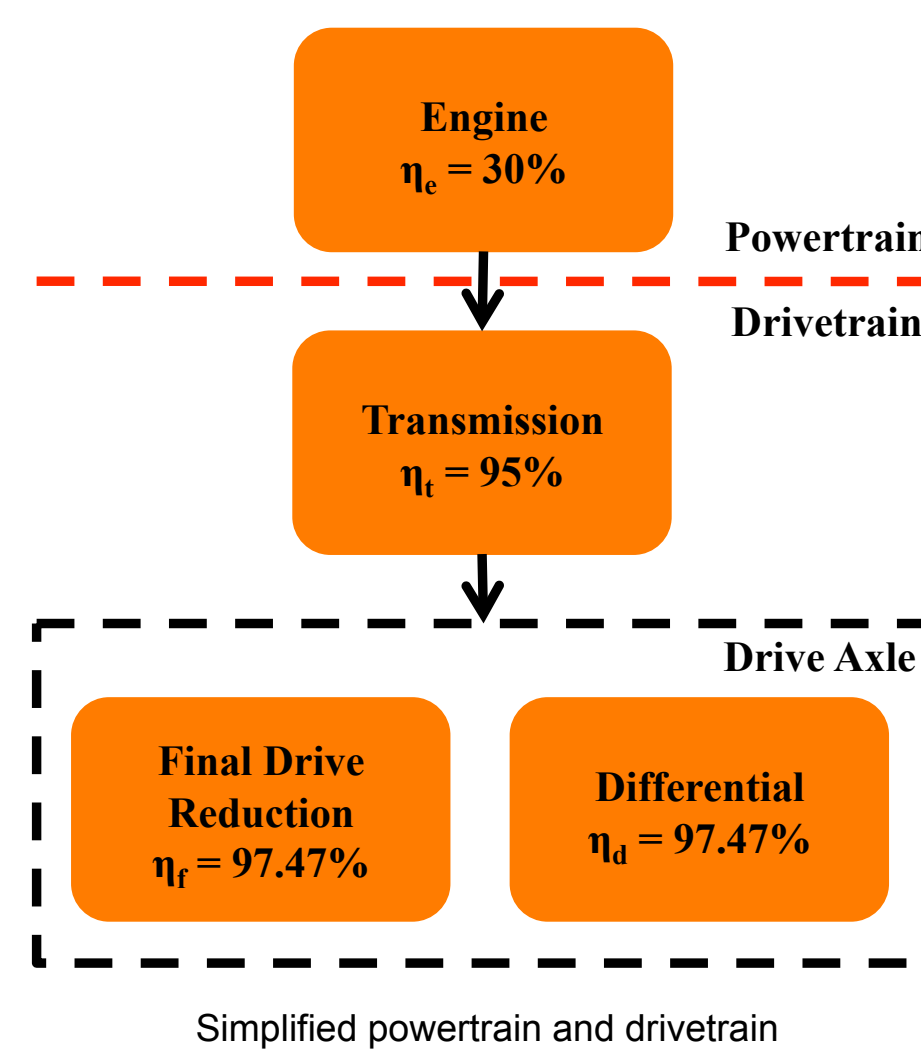 Engine
ηe = 30%
Powertrain
Drivetrain
Transmission
ηt = 95%
Drive Axle
Final Drive
Reduction
ηf = 97.47%
Differential
ηd = 97.47%
Simplified powertrain and drivetrain